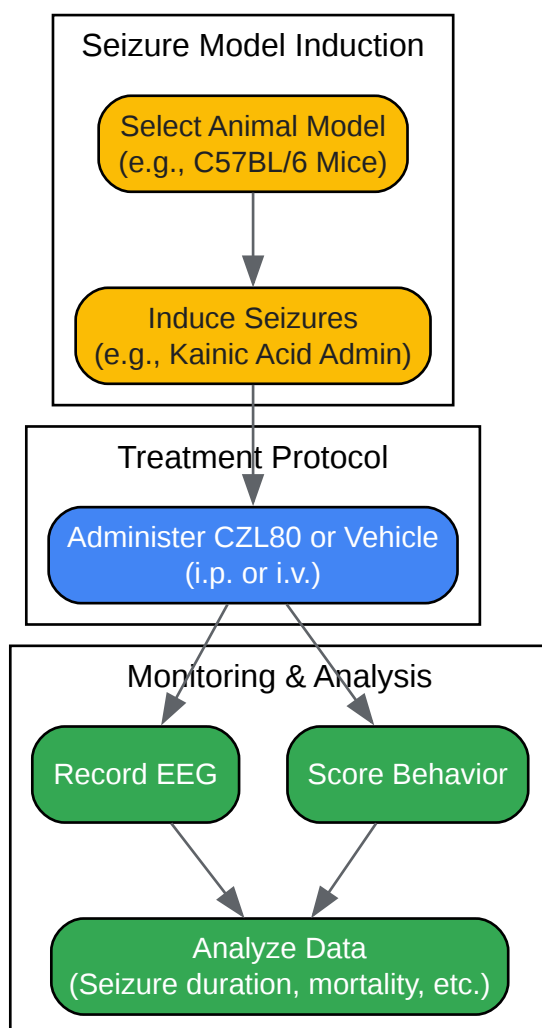 Seizure Model Induction
Select Animal Model
(e.g., C57BL/6 Mice)
Induce Seizures
(e.g., Kainic Acid Admin)
Treatment Protocol
Administer CZL80 or Vehicle
(i.p. or i.v.)
Monitoring & Analysis
Record EEG
Score Behavior
Analyze Data
(Seizure duration, mortality, etc.)